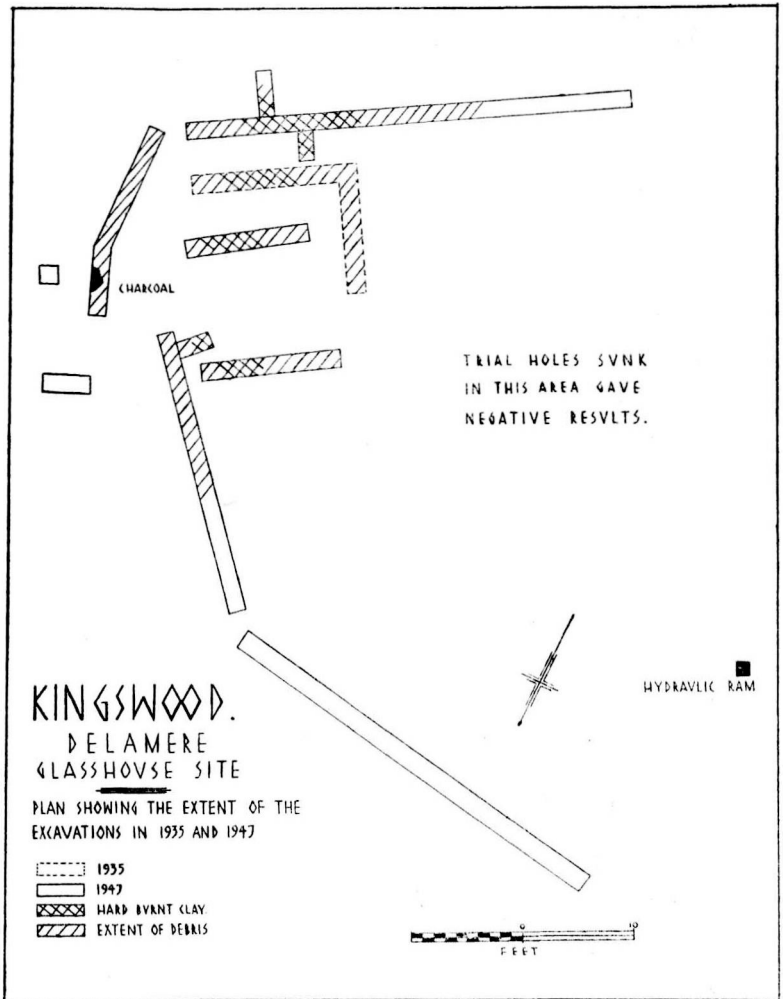 CHARCOAL
TRIAL HOLES SVNK
IN THIS AREA GAVE
NEGATIVE RESVLTS.
HYDRAVLIC RAM
KINGSWOOD.
DELAMERE
GLASSHOVSE SITE
PLAN SHOWING THE EXTENT OF THE
EXCAVATIONS IN 1935 AND 1947
1935
1947
HARD BVRNT CLAY.
EXTENT OF DEBRIS
0 10
FEET